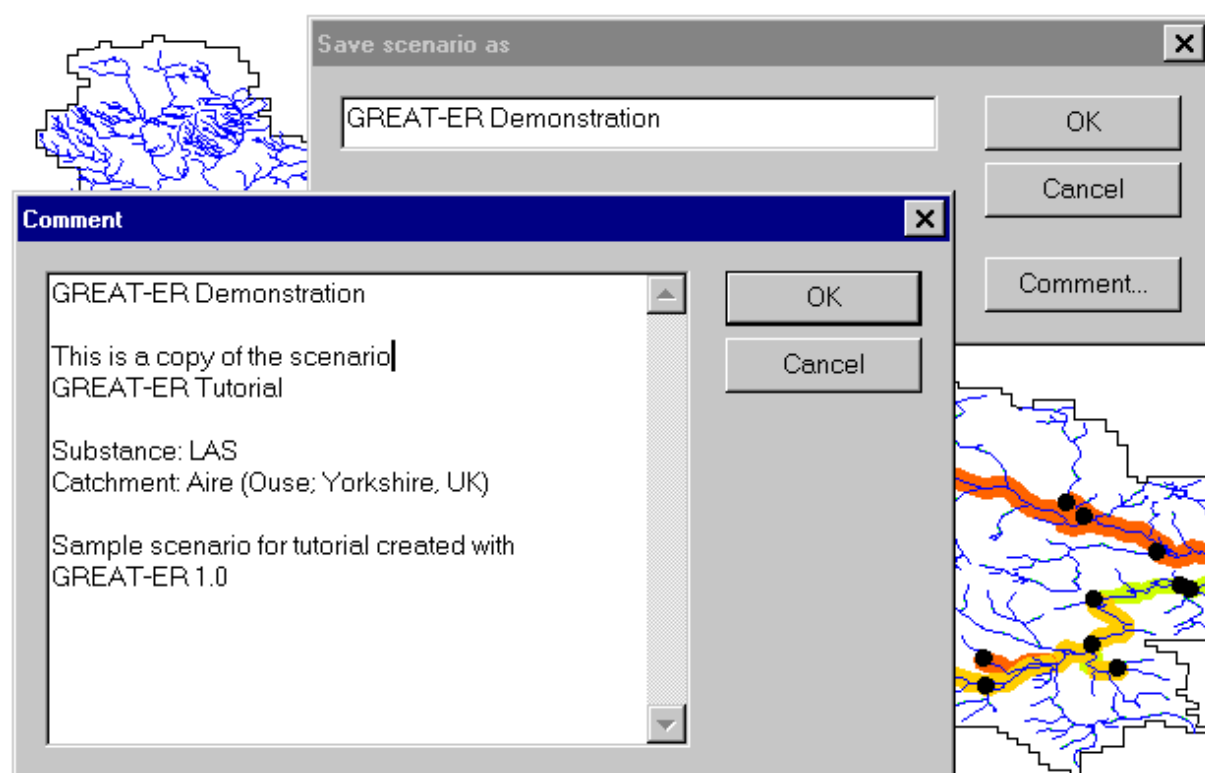 Save scenario as
GREAT-ER Demonstration
OK
Cancel
Comment...
Comment
GREAT-ER Demonstration
This is a copy of the scenario
GREAT-ER Tutorial
Substance: LAS
Catchment: Aire (Ouse; Yorkshire, UK)
Sample scenario for tutorial created with
GREAT-ER 1.0
OK
Cancel